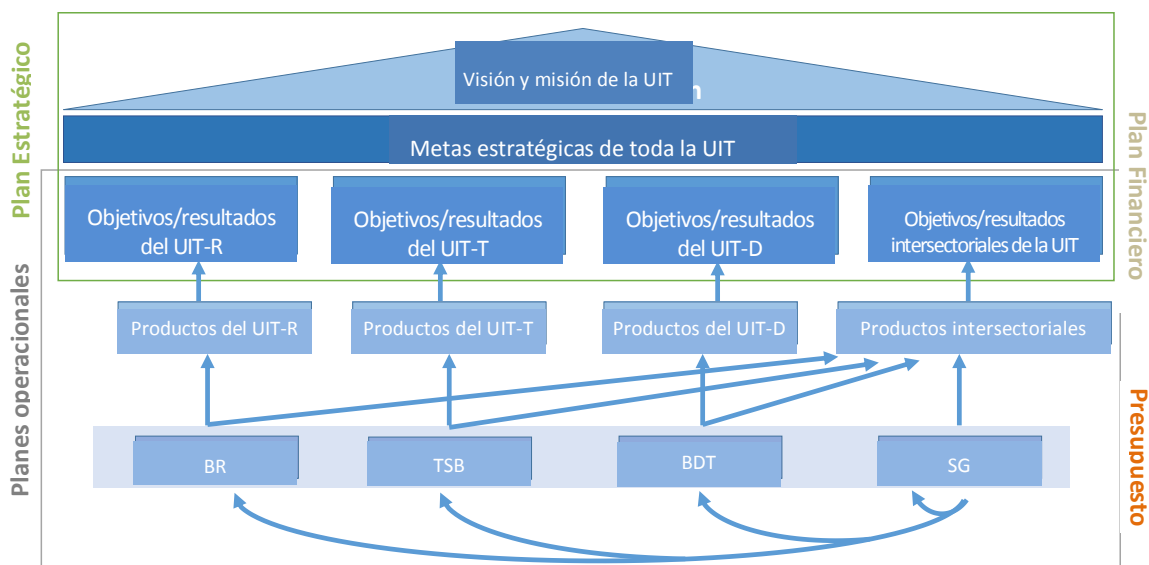 Plan Estratégico
Visión y misión de la UIT
n
Metas estratégicas de toda la UIT
Plan Financiero
Objetivos/resultados
del UIT-R
Objetivos/resultados
del UIT-T
Objetivos/resultados
del UIT-D
Objetivos/resultados
intersectoriales de la UIT
Planes operacionales
Productos del UIT-R
Productos del UIT-T
Productos del UIT-D
Productos intersectoriales
Presupuesto
BR
TSB
BDT
SG